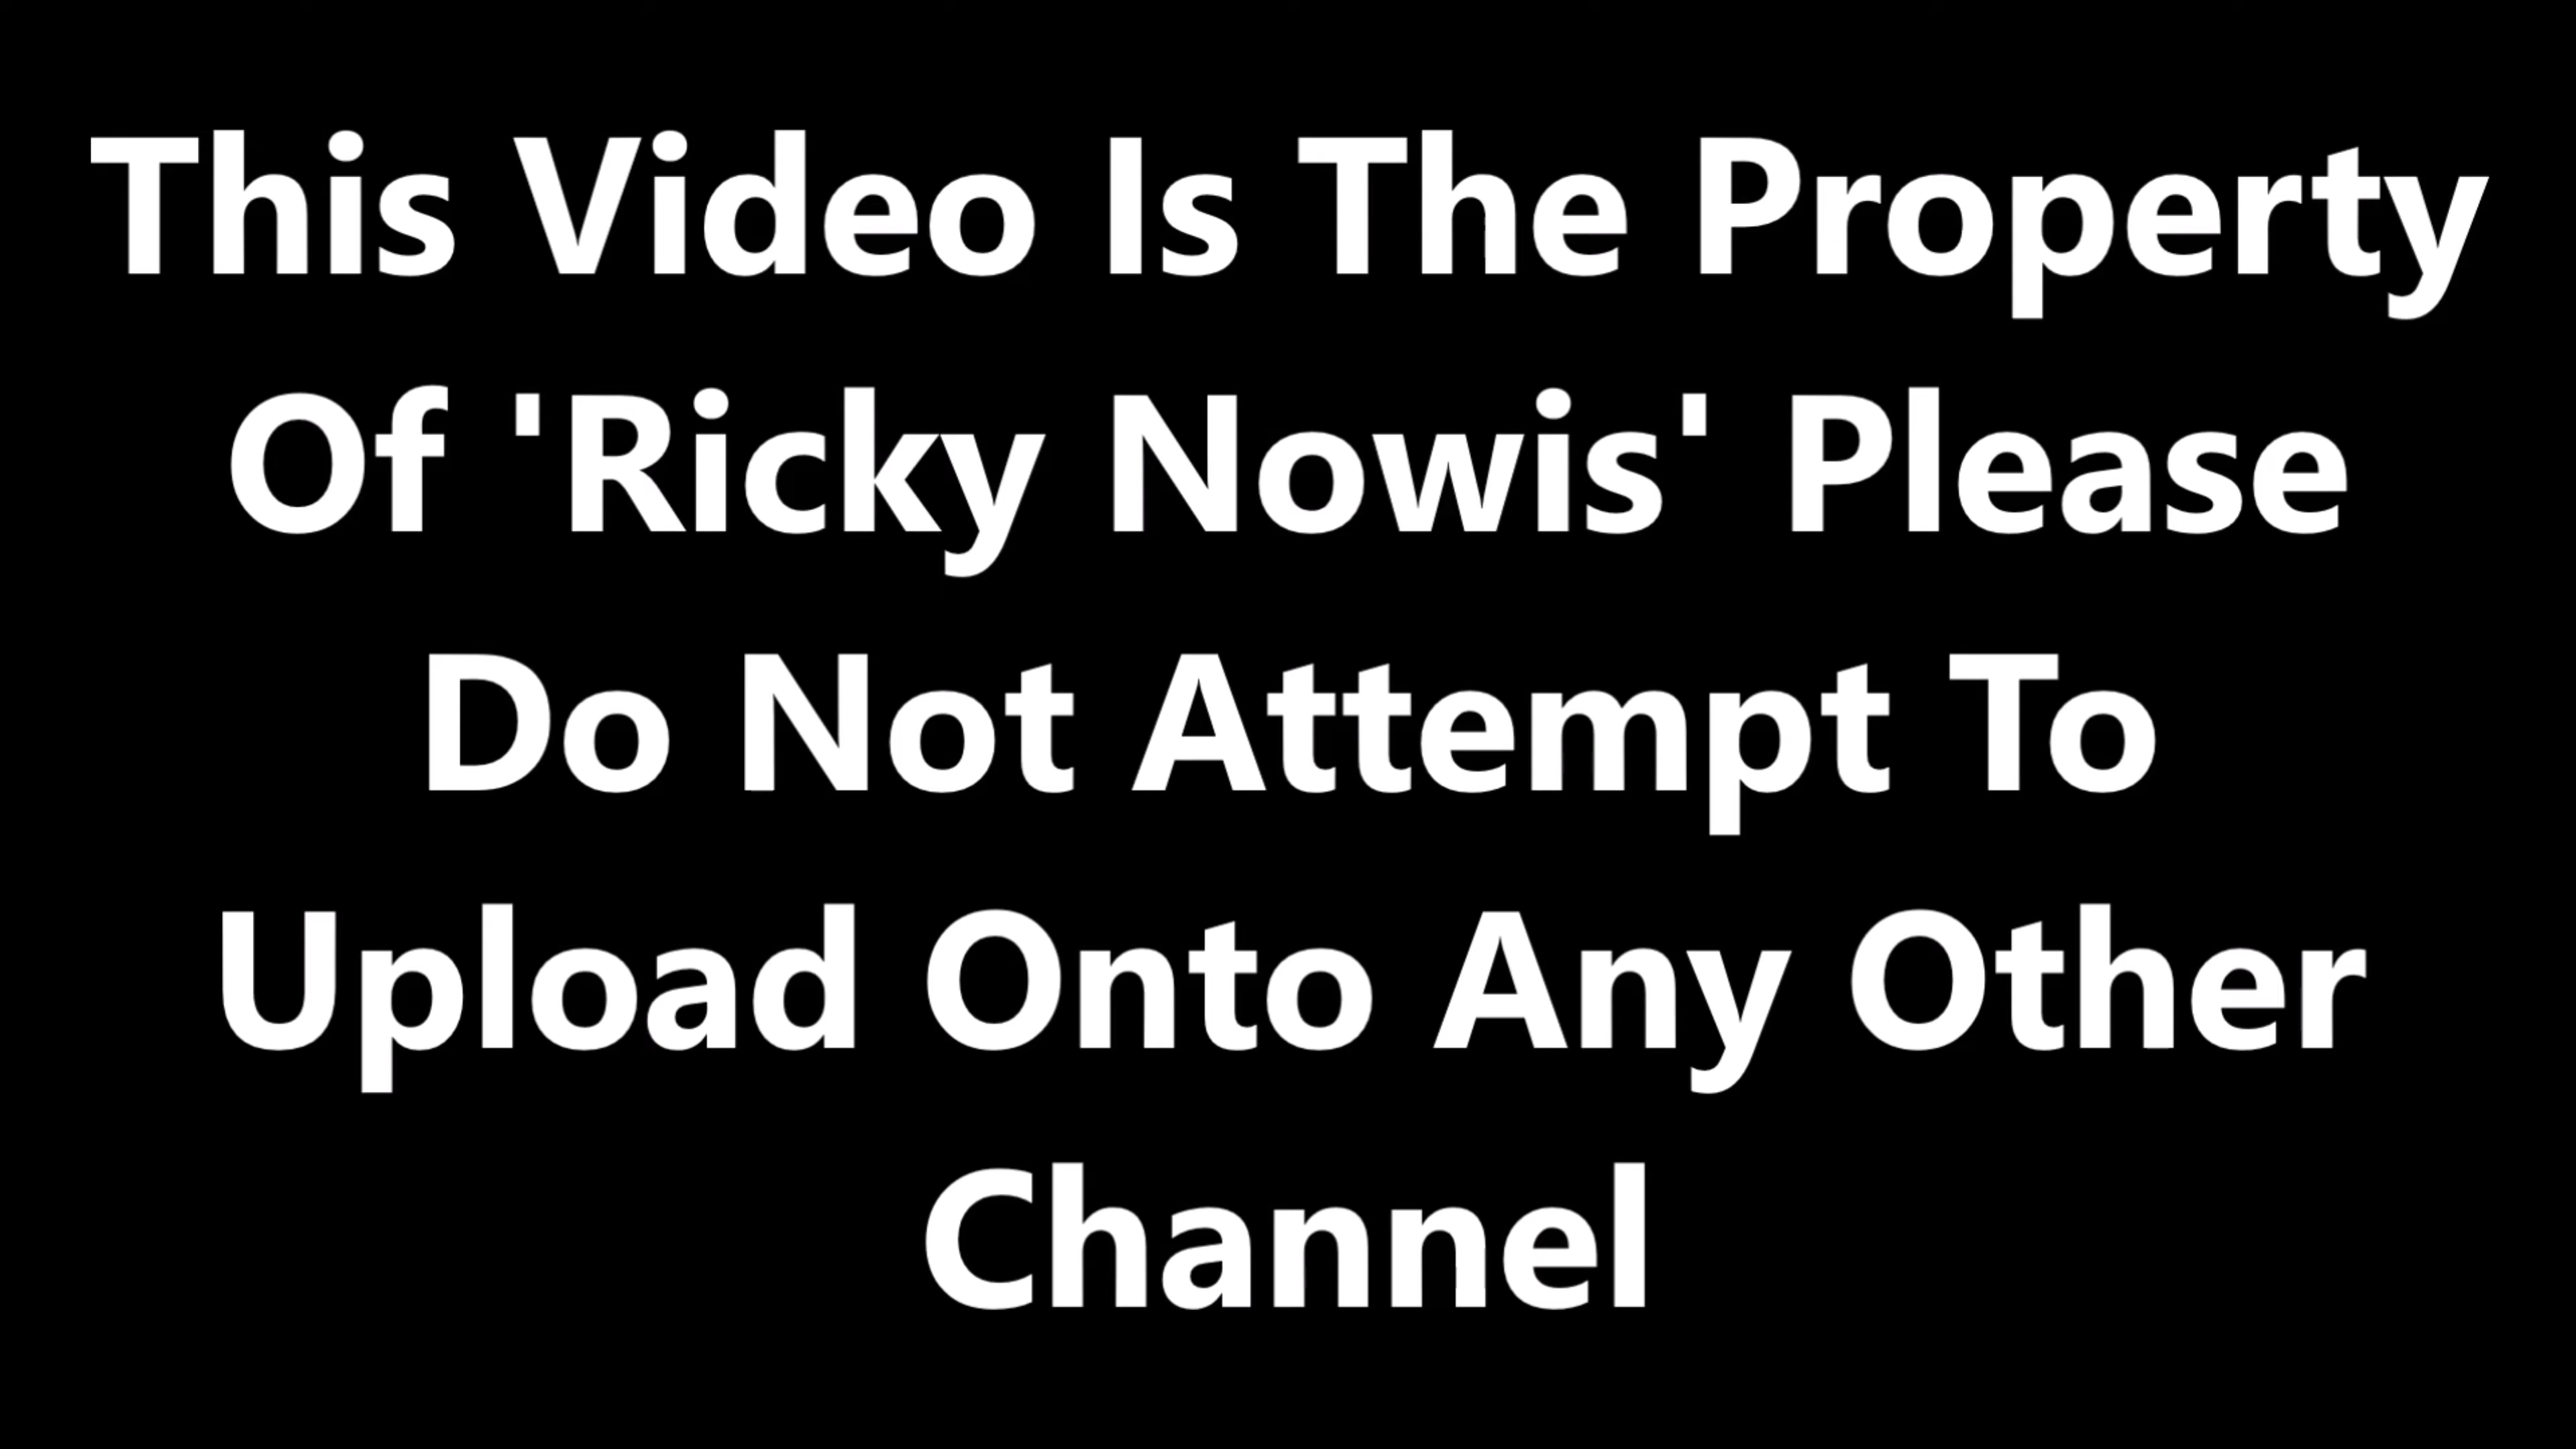 This Video Is The Property
Of 'Ricky Nowis' Please
Do Not Attempt To
Upload Onto Any Other
Channel